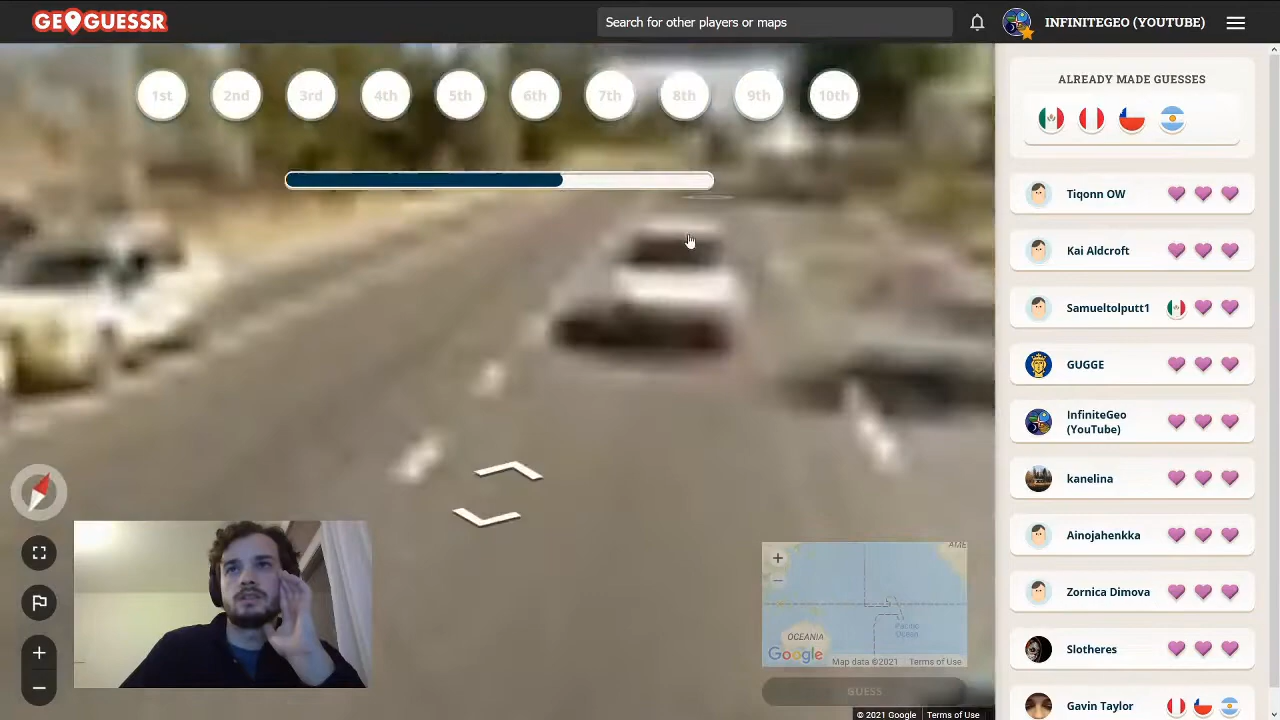 GEOGUESSR
Search for other players or maps
INFINITEGEO (YOUTUBE)
1st 2nd 3rd 4th 5th 6th 7th 8th 9th 10th
ALREADY MADE GUESSES
Tiqonn OW
Kai Aldcroft
Samueltolputt1
GUGGE
InfiniteGeo
(YouTube)
kanelina
Ainojahenkka
Zornica Dimova
Slotheres
Gavin Taylor
AME
OCEANIA
Pacific
Ocean
Google
Map data ©2021 Terms of Use
GUESS
© 2021 Google Terms of Use